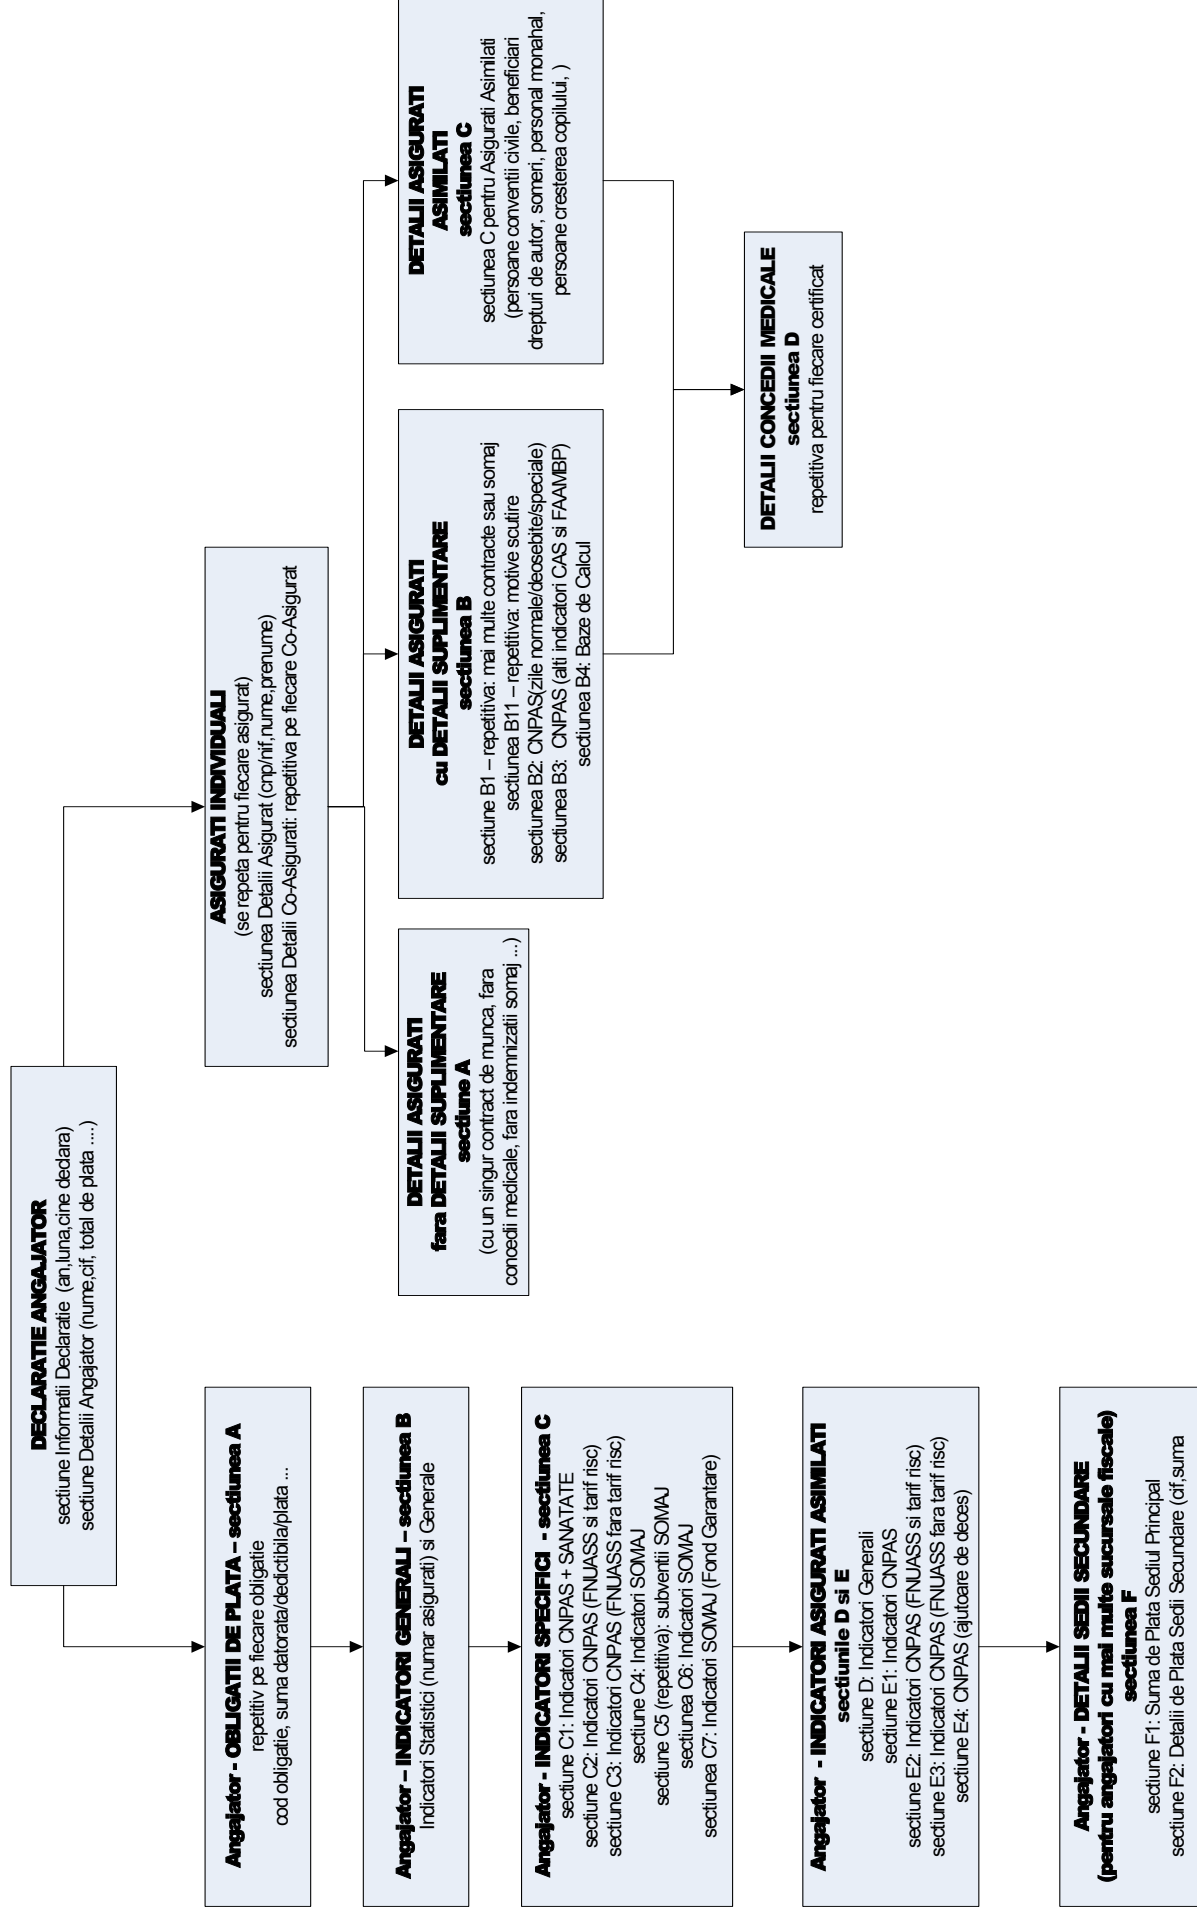 DECLARATIE ANGAJATOR
sectiune Informatii Declaratie (an,luna,cine declara)
sectiune Detalii Angajator (nume,cif, total de plata ....)
Angajator - OBLIGATII DE PLATA – sectiunea A
repetitiv pe fiecare obligatie
cod obligatie, suma datorata/dedictibila/plata ...
Angajator – INDICATORI GENERALI – sectiunea B
Indicatori Statistici (numar asigurati) si Generale
Angajator - INDICATORI SPECIFICI - sectiunea C
sectiune C1: Indicatori CNPAS + SANATATE
sectiune C2: Indicatori CNPAS (FNUASS si tarif risc)
sectiune C3: Indicatori CNPAS (FNUASS fara tarif risc)
sectiune C4: Indicatori SOMAJ
sectiune C5 (repetitiva): subventii SOMAJ
sectiunea C6: Indicatori SOMAJ
sectiunea C7: Indicatori SOMAJ (Fond Garantare)
Angajator - INDICATORI ASIGURATI ASIMILATI
sectiunile D si E
sectiune D: Indicatori Generali
sectiune E1: Indicatori CNPAS
sectiune E2: Indicatori CNPAS (FNUASS si tarif risc)
sectiune E3: Indicatori CNPAS (FNUASS fara tarif risc)
sectiune E4: CNPAS (ajutoare de deces)
Angajator - DETALII SEDII SECUNDARE
(pentru angajatori cu mai multe sucursale fiscale)
sectiunea F
sectiune F1: Suma de Plata Sediul Principal
sectiune F2: Detalii de Plata Sedii Secundare (cif,suma
ASIGURATI INDIVIDUALI
(se repeta pentru fiecare asigurat)
sectiunea Detalii Asigurat (cnp/nif,nume,prenume)
sectiunea Detalii Co-Asigurati: repetitiva pe fiecare Co-Asigurat
DETALII ASIGURATI
fara DETALII SUPLIMENTARE
sectiune A
(cu un singur contract de munca, fara
concedii medicale, fara indemnizatii somaj ...)
DETALII ASIGURATI
cu DETALII SUPLIMENTARE
sectiunea B
sectiune B1 – repetitiva: mai multe contracte sau somaj
sectiunea B11 – repetitiva: motive scutire
sectiunea B2: CNPAS(zile normale/deosebite/speciale)
sectiunea B3: CNPAS (alti indicatori CAS si FAAMBP)
sectiunea B4: Baze de Calcul
DETALII ASIGURATI
ASIMILATI
sectiunea C
sectiunea C pentru Asigurati Asimilati
(persoane conventii civile, beneficiari
drepturi de autor, someri, personal monahal,
persoane cresterea copilului, )
DETALII CONCEDII MEDICALE
sectiunea D
repetitiva pentru fiecare certificat